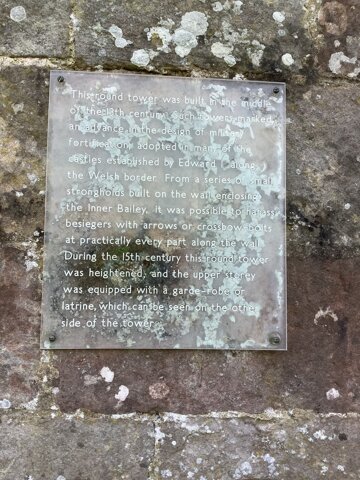 This round tower was built in the middle
of the 13th century. Such towers marked
an advance in the design of military
fortification, adopted in many of the
castles established by Edward I along
the Welsh border. From a series of
strongholds built on the wall enclosing
the Inner Bailey, it was possible to harass
besiegers with arrows or crossbow bolts
at practically every part along the wall.
During the 15th century this round tower
was heightened, and the upper storey
was equipped with a garde-robe or
latrine, which can be seen on the other
side of the tower.